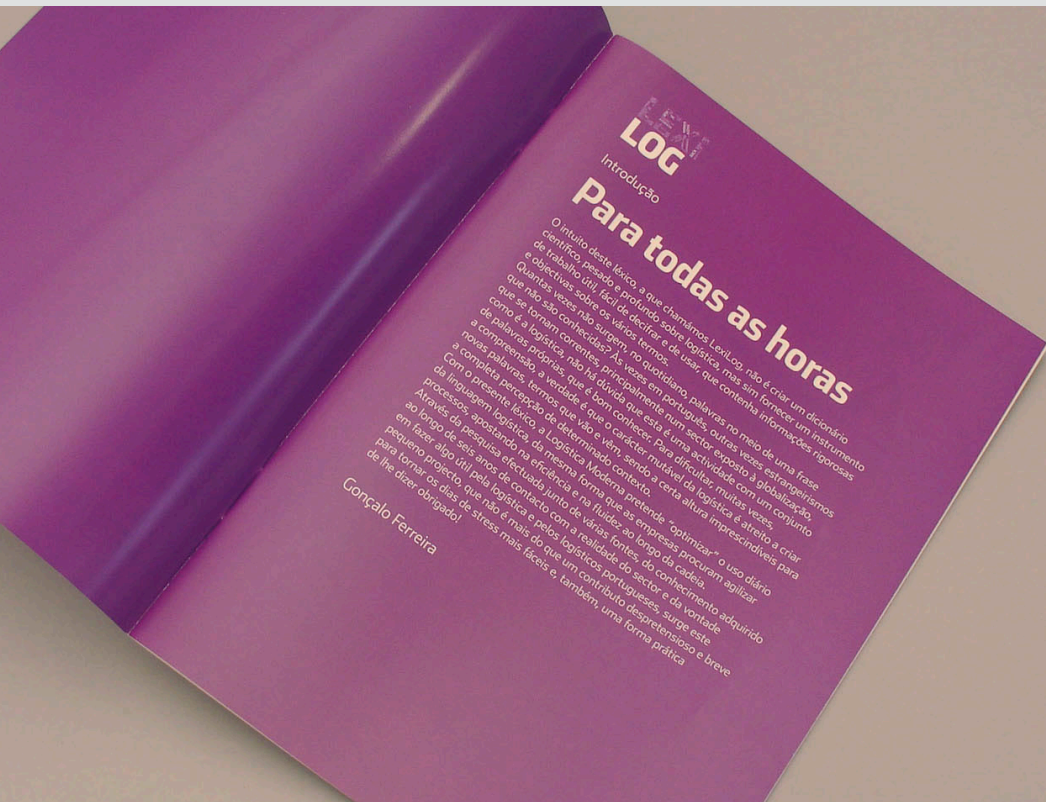 LEXI
LOG
Introdução
Para todas as horas
O intuito deste léxico, a que chamámos LexiLog, não é criar um dicionário
científico, pesado e profundo sobre logística, mas sim fornecer um instrumento
de trabalho útil, fácil de decifrar e de usar que contenha informações rigorosas
e objectivas sobre os vários termos.
Quantas vezes não surgem, no quotidiano, palavras no meio de uma frase
que não são conhecidas? Às vezes em português, outras vezes estrangeirismos
que se tornam correntes, principalmente num sector exposto à globalização,
como é a logística, não há dúvida que esta é uma actividade com um conjunto
de palavras próprias, que é bom conhecer. Para dificultar, muitas vezes,
a compreensão, a verdade é que o carácter mutável da logística é atreito a criar
novas palavras, termos que vão e vêm, sendo a certa altura imprescindíveis para
a completa percepção de determinado contexto.
Com o presente léxico, a Logística Moderna pretende "optimizar" o uso diário
da linguagem logística, da mesma forma que as empresas procuram agilizar
processos, apostando na eficiência e na fluidez ao longo da cadeia.
Através da pesquisa efectuada junto de várias fontes, do conhecimento adquirido
ao longo de seis anos de contacto com a realidade do sector e da vontade
em fazer algo útil pela logística e pelos logísticos portugueses, surge este
pequeno projecto, que não é mais do que um contributo despretensioso e breve
para tornar os dias de stress mais fáceis e, também, uma forma prática
de lhe dizer obrigado!
Gonçalo Ferreira